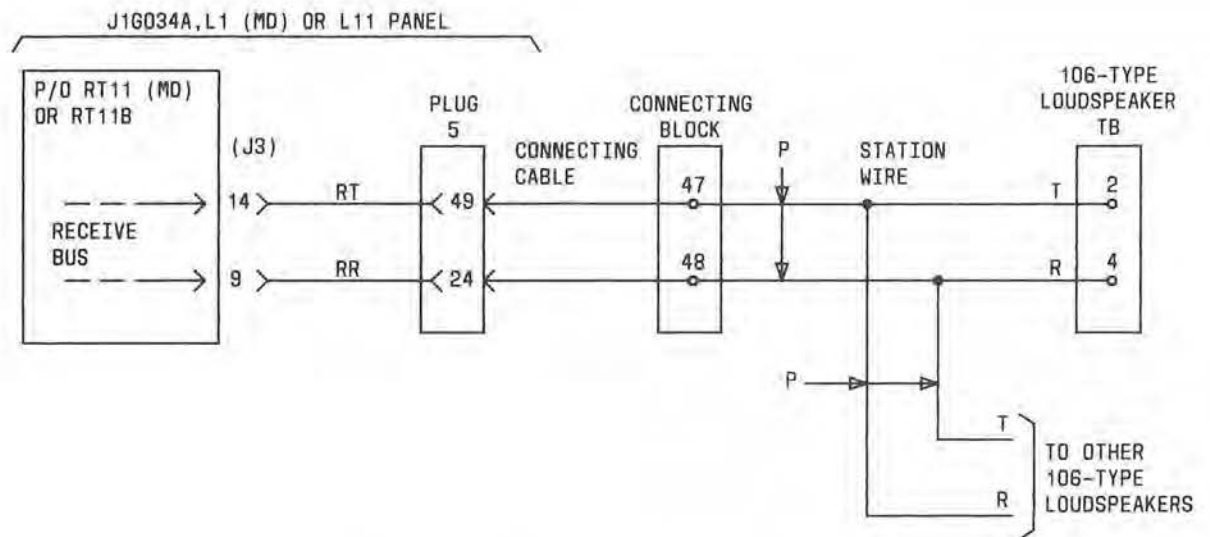 J1G034A,L1 (MD) OR L11 PANEL
P/O RT11 (MD)
OR RT11B
(J3)
PLUG
5
CONNECTING
CABLE
CONNECTING
BLOCK
P
STATION
WIRE
106-TYPE
LOUDSPEAKER
TB
RECEIVE
BUS
14
RT
49
47
T
2
9
RR
24
48
R
4
P
T
R
TO OTHER
106-TYPE
LOUDSPEAKERS